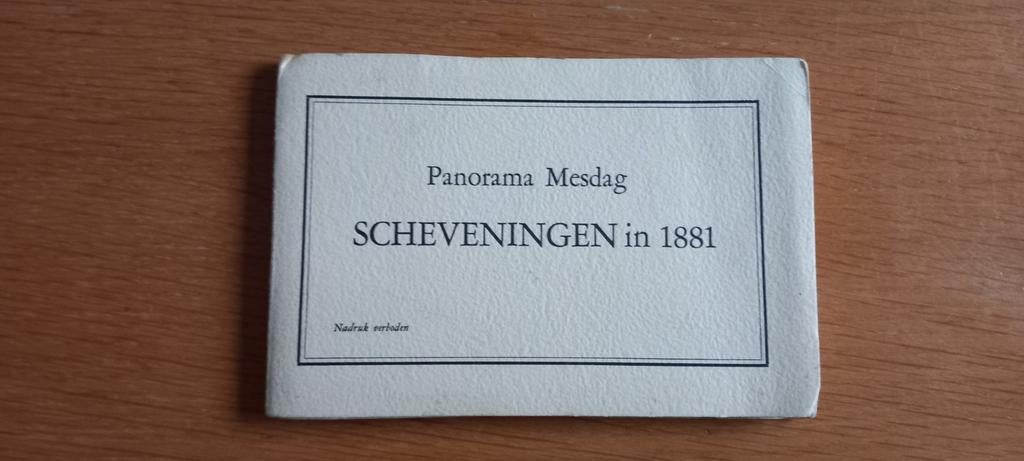 Panorama Mesdag
SCHEVENINGEN in 1881
Nadruk verboden